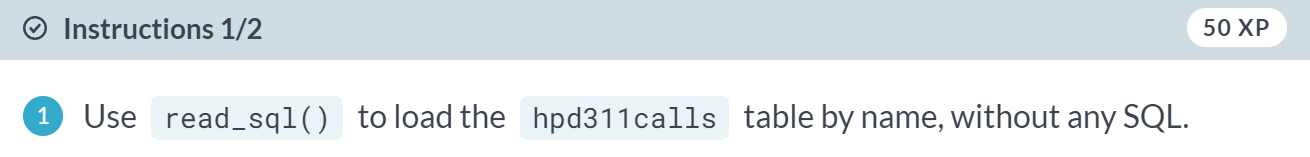 Instructions 1/2 50 XP
1 Use read_sql() to load the hpd311calls table by name, without any SQL.